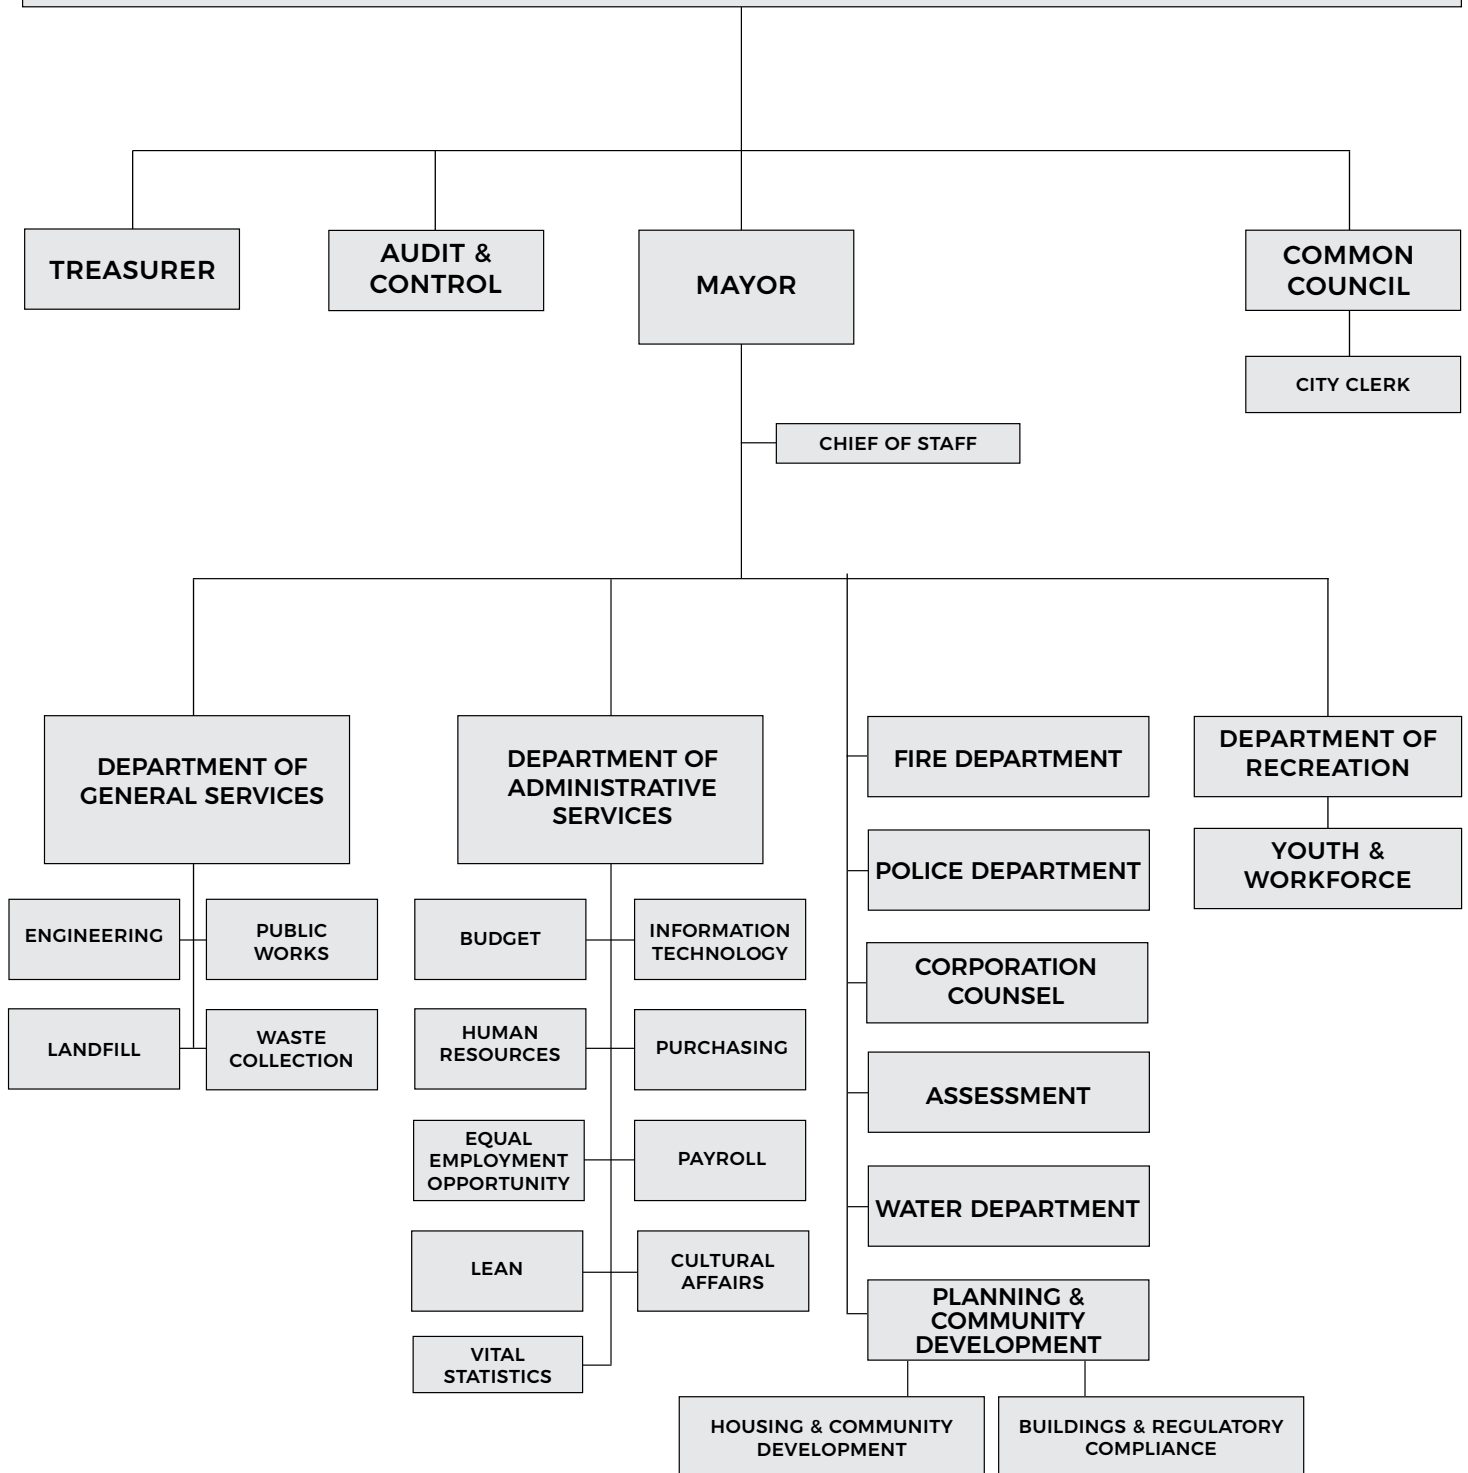 TREASURER
AUDIT &
CONTROL
MAYOR
COMMON
COUNCIL
CITY CLERK
CHIEF OF STAFF
DEPARTMENT OF
GENERAL SERVICES
ENGINEERING
PUBLIC
WORKS
LANDFILL
WASTE
COLLECTION
DEPARTMENT OF
ADMINISTRATIVE
SERVICES
BUDGET
INFORMATION
TECHNOLOGY
HUMAN
RESOURCES
PURCHASING
EQUAL
EMPLOYMENT
OPPORTUNITY
PAYROLL
LEAN
CULTURAL
AFFAIRS
VITAL
STATISTICS
FIRE DEPARTMENT
POLICE DEPARTMENT
CORPORATION
COUNSEL
ASSESSMENT
WATER DEPARTMENT
PLANNING &
COMMUNITY
DEVELOPMENT
HOUSING & COMMUNITY
DEVELOPMENT
BUILDINGS & REGULATORY
COMPLIANCE
DEPARTMENT OF
RECREATION
YOUTH &
WORKFORCE